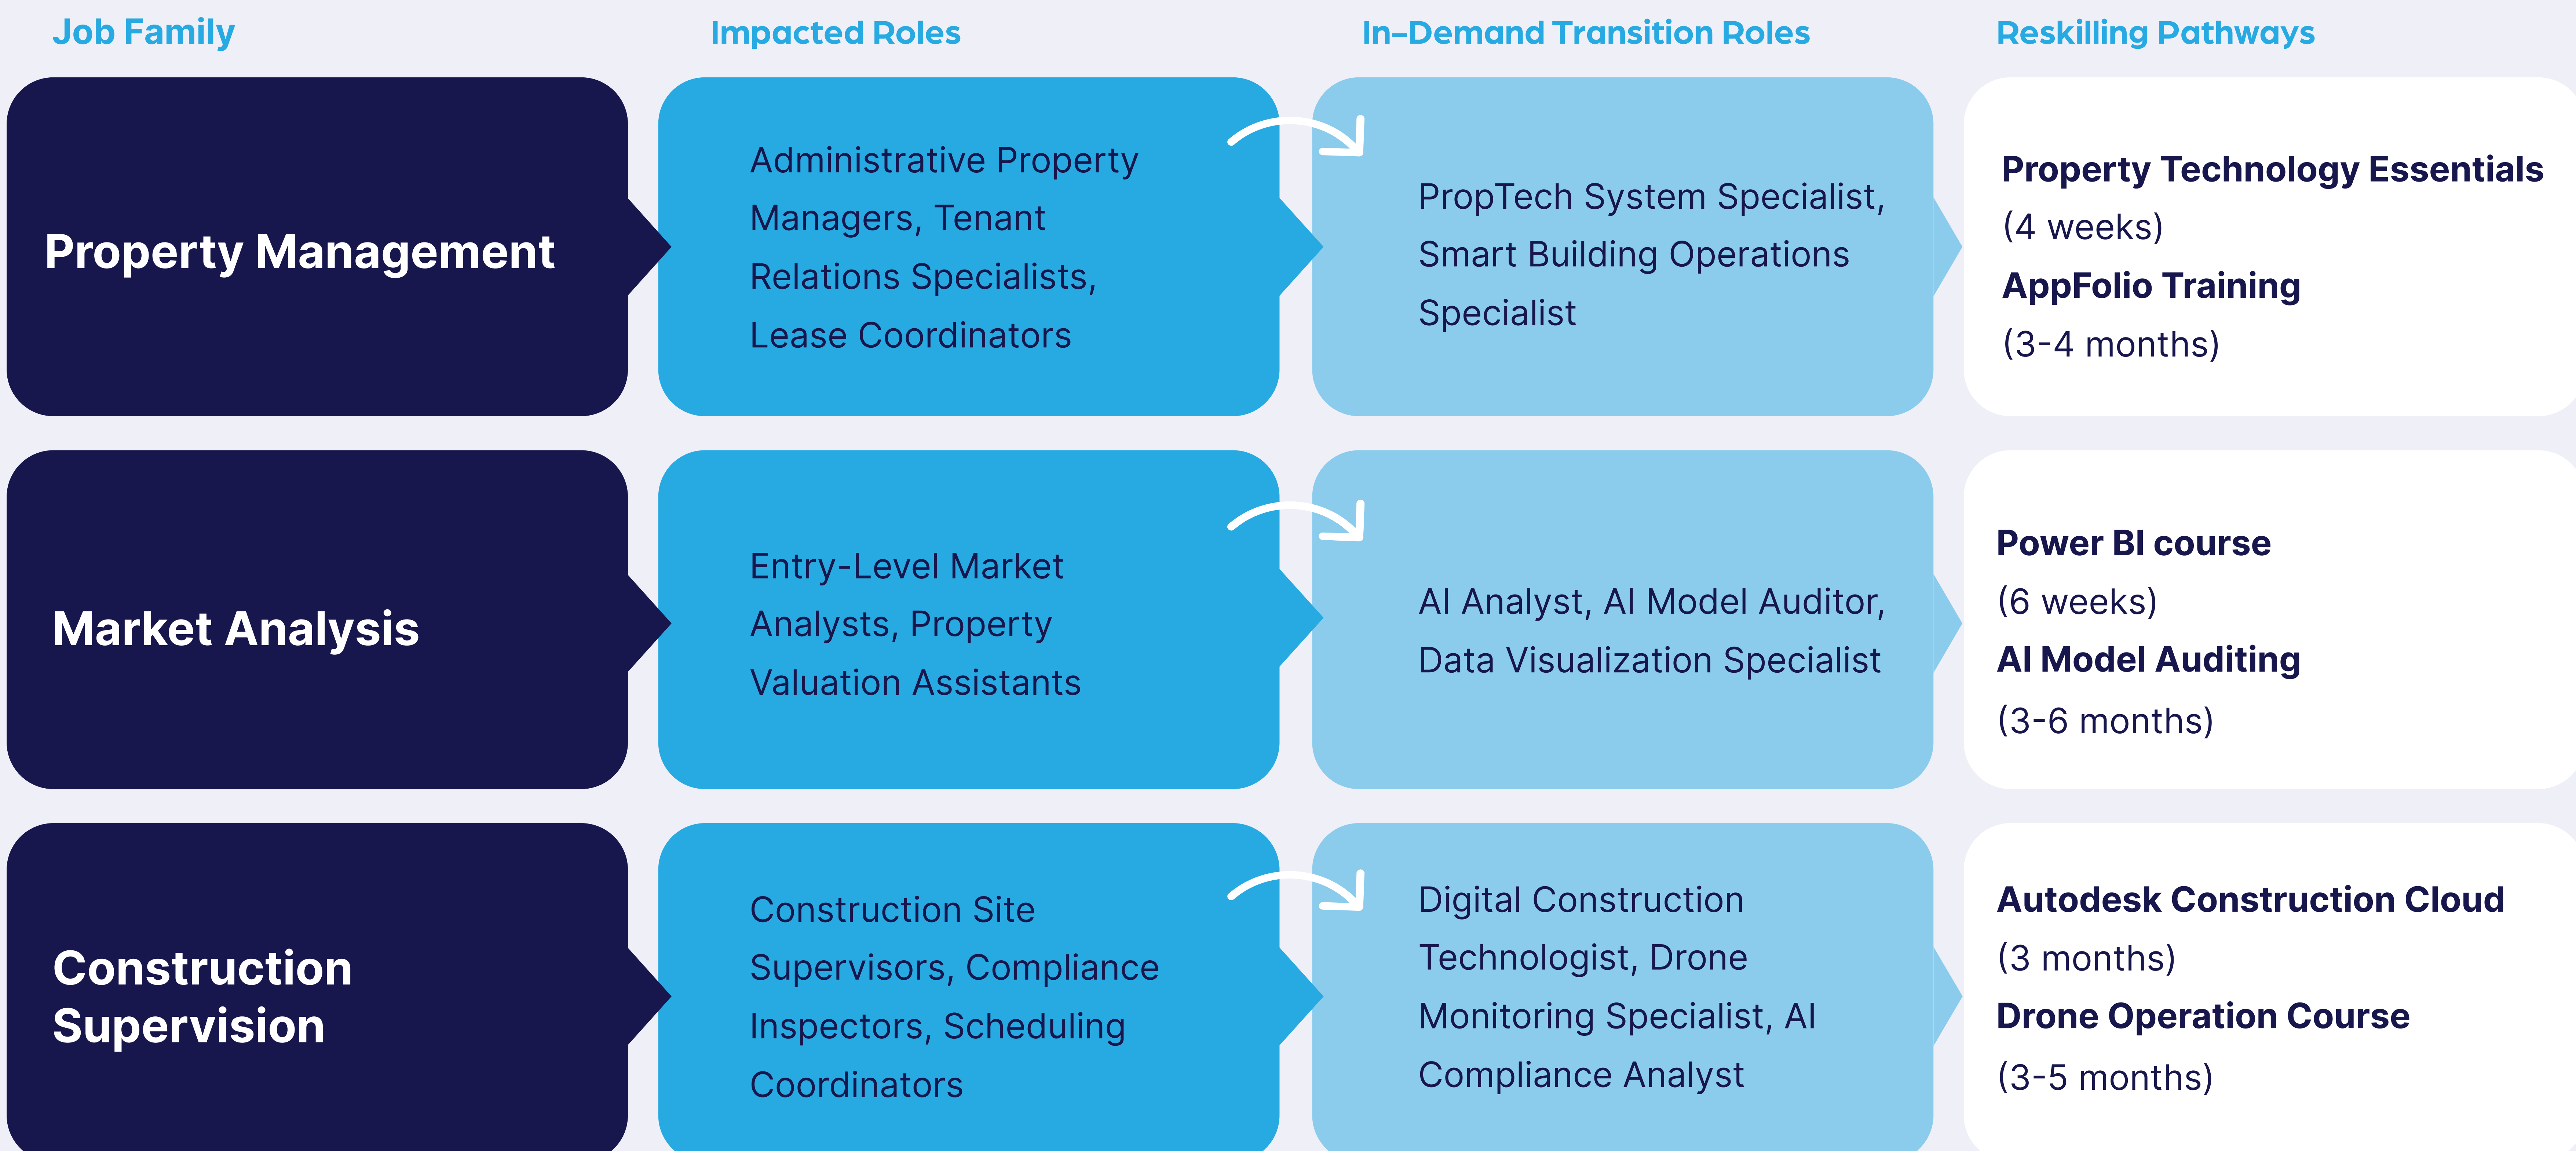 Job Family
Impacted Roles
In-Demand Transition Roles
Reskilling Pathways
Property Management
Administrative Property
Managers, Tenant
Relations Specialists,
Lease Coordinators
PropTech System Specialist,
Smart Building Operations
Specialist
Property Technology Essentials
(4 weeks)
AppFolio Training
(3-4 months)
Market Analysis
Entry-Level Market
Analysts, Property
Valuation Assistants
AI Analyst, AI Model Auditor,
Data Visualization Specialist
Power BI course
(6 weeks)
AI Model Auditing
(3-6 months)
Construction
Supervision
Construction Site
Supervisors, Compliance
Inspectors, Scheduling
Coordinators
Digital Construction
Technologist, Drone
Monitoring Specialist, AI
Compliance Analyst
Autodesk Construction Cloud
(3 months)
Drone Operation Course
(3-5 months)